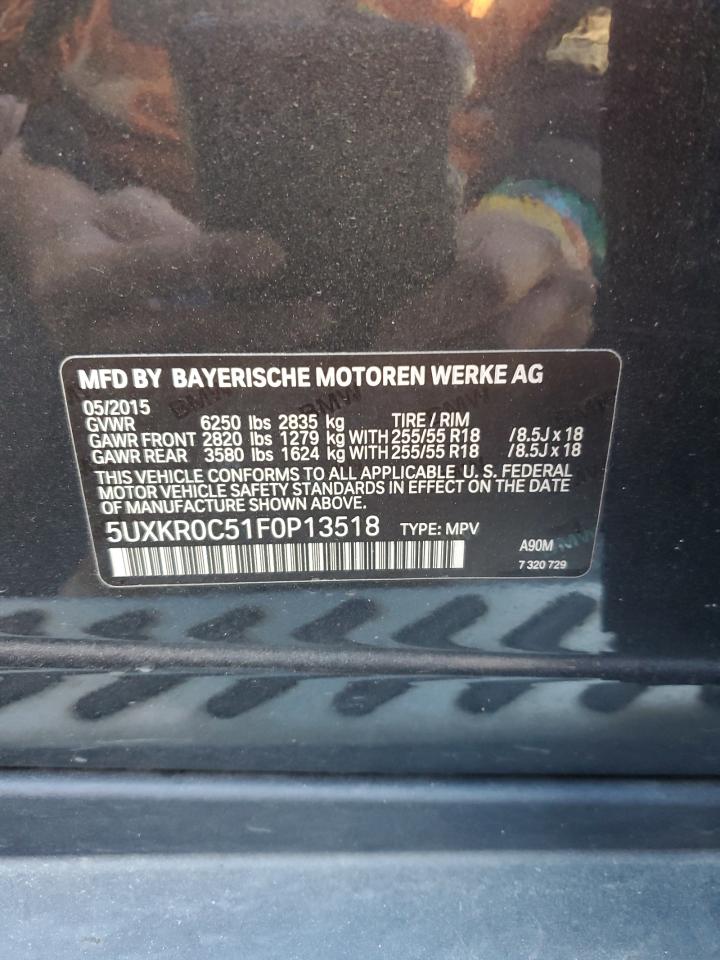 MFD BY BAYERISCHE MOTOREN WERKE AG
05/2015
GVWR 6250 lbs 2835 kg TIRE / RIM
GAWR FRONT 2820 lbs 1279 kg WITH 255/55 R18 /8.5J x 18
GAWR REAR 3580 lbs 1624 kg WITH 255/55 R18 /8.5J x 18
THIS VEHICLE CONFORMS TO ALL APPLICABLE U.S. FEDERAL
MOTOR VEHICLE SAFETY STANDARDS IN EFFECT ON THE DATE
OF MANUFACTURE SHOWN ABOVE.
5UXKR0C51F0P13518 TYPE: MPV
A90M
7 320 729
BMW
BMW
BMW